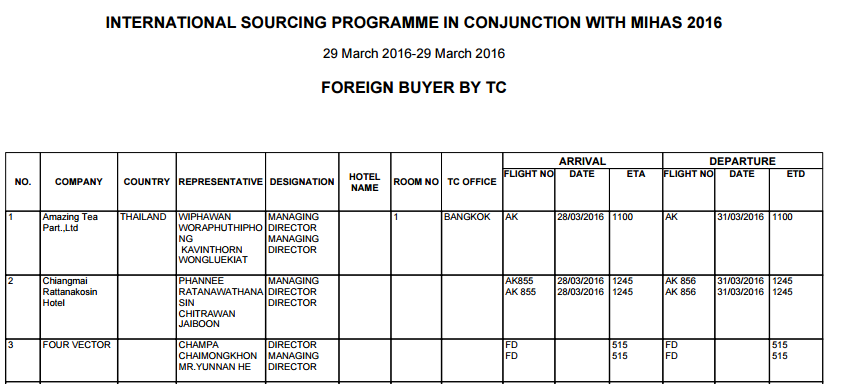 INTERNATIONAL SOURCING PROGRAMME IN CONJUNCTION WITH MIHAS 2016
29 March 2016-29 March 2016
FOREIGN BUYER BY TC
ARRIVAL DEPARTURE
NO. COMPANY COUNTRY REPRESENTATIVE DESIGNATION HOTEL NAME ROOM NO TC OFFICE FLIGHT NO DATE ETA FLIGHT NO DATE ETD
1 Amazing Tea THAILAND WIPHAWAN MANAGING 1 BANGKOK AK 28/03/2016 1100 AK 31/03/2016 1100
Part.,Ltd WORAPHUTHIPHO DIRECTOR
NG MANAGING
KAVINTHORN DIRECTOR
WONGLUEKIAT
2 Chiangmai PHANNEE MANAGING AK855 28/03/2016 1245 AK 856 31/03/2016 1245
Rattanakosin RATANAWATHANA DIRECTOR AK 855 28/03/2016 1245 AK 856 31/03/2016 1245
Hotel SIN DIRECTOR
CHITRAWAN
JAIBOON
3 FOUR VECTOR CHAMPA DIRECTOR FD 515 FD 515
CHAIMONGKHON MANAGING FD 515 FD 515
MR.YUNNAN HE DIRECTOR